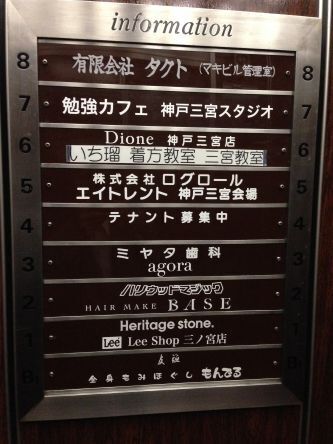 information
8 有限会社 タクト (マキビル管理室) 8
7 勉強カフェ 神戸三宮スタジオ 7
Dione 神戸三宮店
6 いち瑠 着方教室 三宮教室 6
株式会社 ログロール
5 エイトレント 神戸三宮会場 5
4 テナント募集中 4
ミヤタ歯科
3 agora 3
ハリウッドマジック
2 HAIR MAKE BASE 2
Heritage stone.
1 Lee Lee Shop 三ノ宮店 1
B1 全身もみほぐし もんでる B1